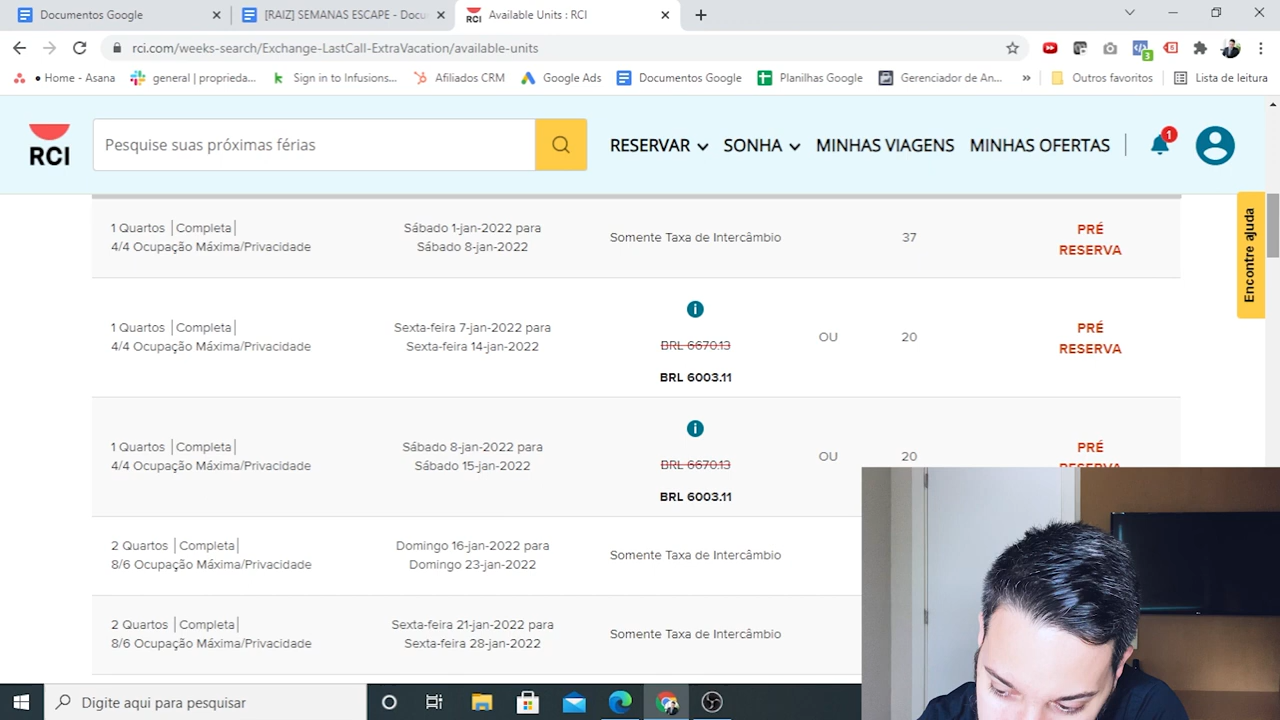 Documentos Google
[RAIZ] SEMANAS ESCAPE - Docu
Available Units : RCI
rci.com/weeks-search/Exchange-LastCall-ExtraVacation/available-units
3
• Home - Asana
general | proprieda...
Sign in to Infusions...
Afiliados CRM
Google Ads
Documentos Google
Planilhas Google
Gerenciador de An...
»
Outros favoritos
Lista de leitura
RCI
Pesquise suas próximas férias
RESERVAR
SONHA
MINHAS VIAGENS
MINHAS OFERTAS
1
Encontre ajuda
1 Quartos |Completa|
4/4 Ocupação Máxima/Privacidade
Sábado 1-jan-2022 para
Sábado 8-jan-2022
Somente Taxa de Intercâmbio
37
PRÉ
RESERVA
1 Quartos |Completa|
4/4 Ocupação Máxima/Privacidade
Sexta-feira 7-jan-2022 para
Sexta-feira 14-jan-2022
i
BRL 6670.13
BRL 6003.11
OU
20
PRÉ
RESERVA
1 Quartos |Completa|
4/4 Ocupação Máxima/Privacidade
Sábado 8-jan-2022 para
Sábado 15-jan-2022
i
BRL 6670.13
BRL 6003.11
OU
20
PRÉ
RESERVA
2 Quartos |Completa|
8/6 Ocupação Máxima/Privacidade
Domingo 16-jan-2022 para
Domingo 23-jan-2022
Somente Taxa de Intercâmbio
2 Quartos |Completa|
8/6 Ocupação Máxima/Privacidade
Sexta-feira 21-jan-2022 para
Sexta-feira 28-jan-2022
Somente Taxa de Intercâmbio
Digite aqui para pesquisar